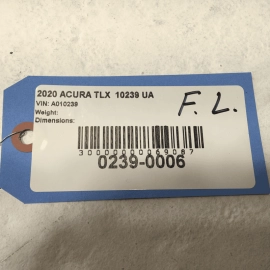 2020 ACURA TLX 10239 UA
VIN: A010239
Weight:
Dimensions:
F. L.
3000000069087
0239-0006